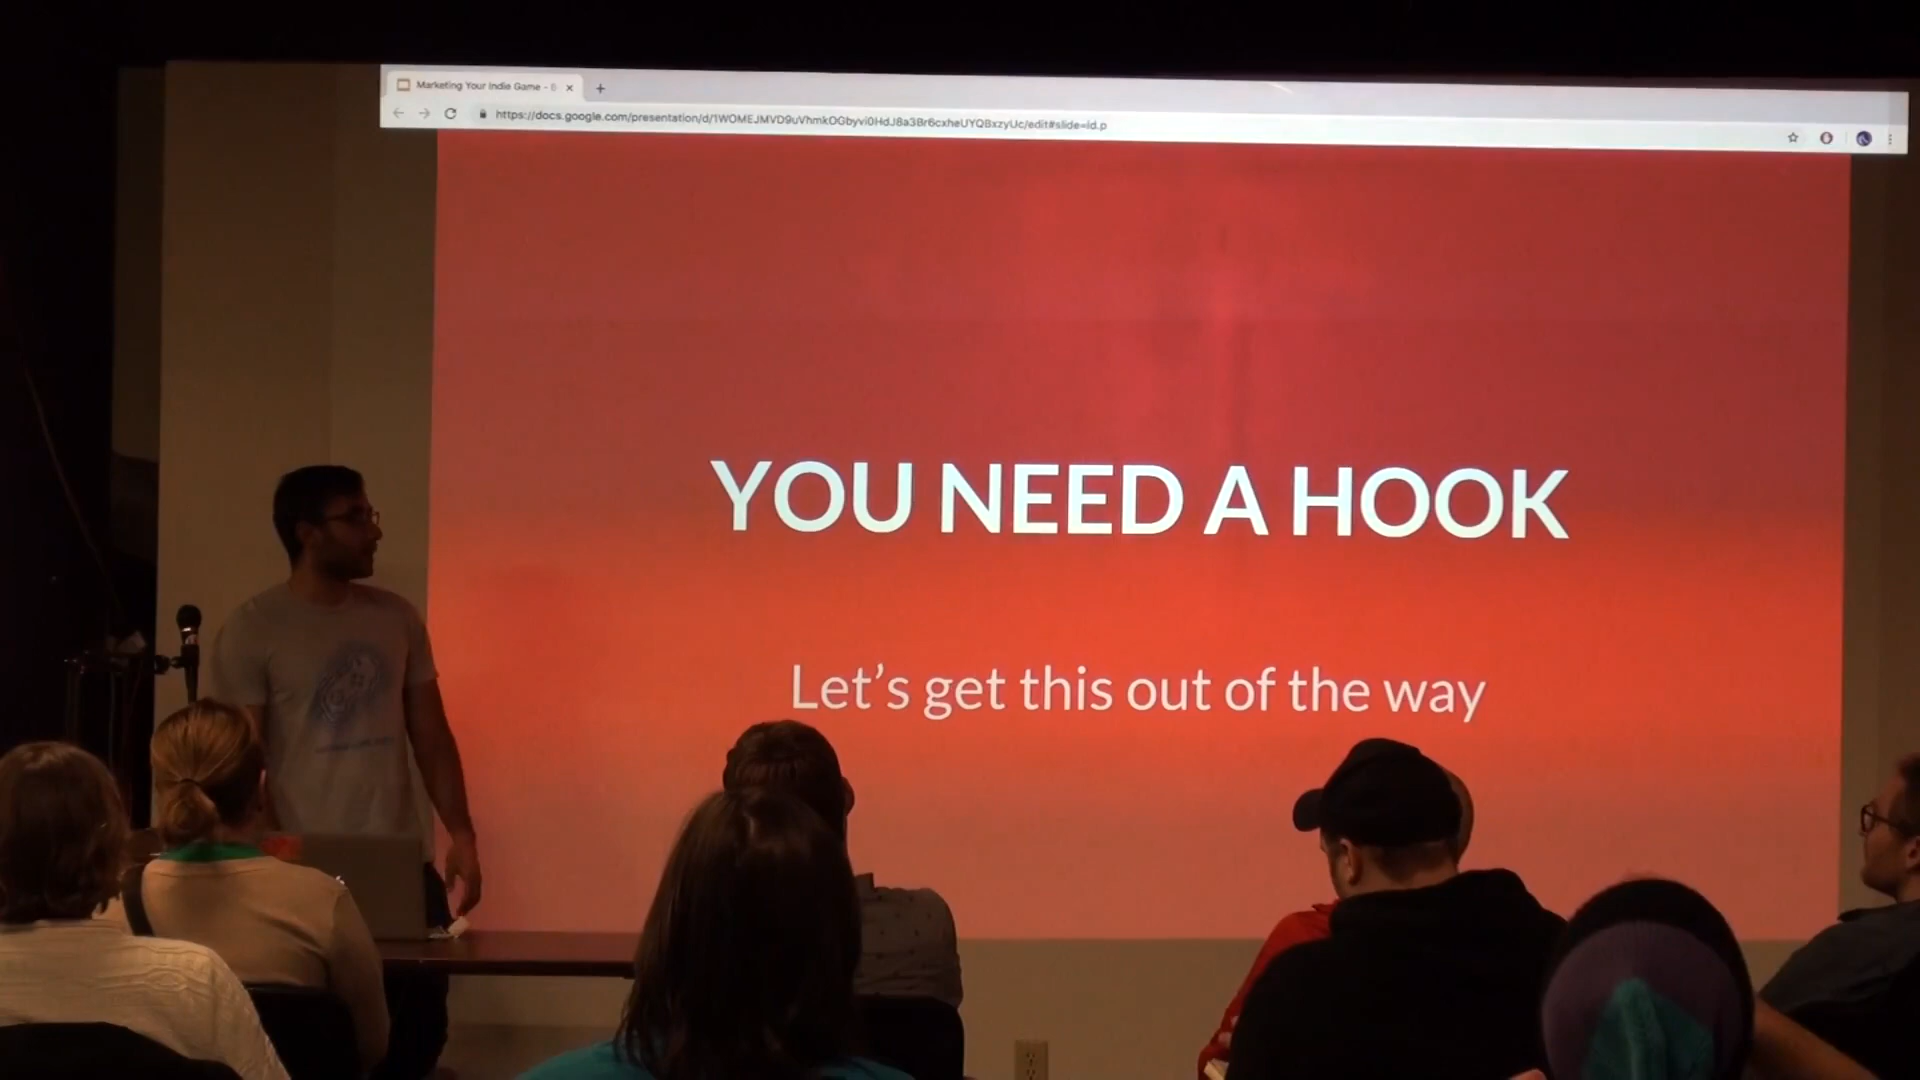 Marketing Your Indie Game -
https://docs.google.com/presentation/d/1WOMEJMVD9uVhmkOGbyvi0HdJ8a3Br6cxheUYQBxzyUc/edit#slide=id.p
YOU NEED A HOOK
Let's get this out of the way